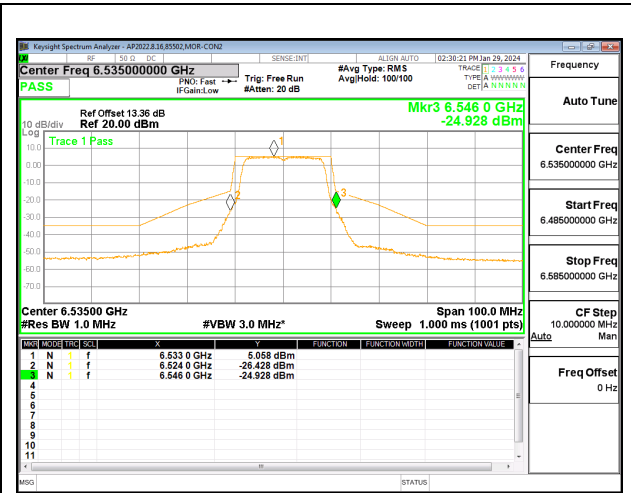 Keysight Spectrum Analyzer - AP2022.8.16,85502,MOR-CON2
RF 50 Ω DC SENSE:INT ALIGN AUTO 02:30:21 PM Jan 29, 2024
Center Freq 6.535000000 GHz
PASS
PNO: Fast
IFGain:Low
Trig: Free Run
#Atten: 20 dB
#Avg Type: RMS
Avg|Hold: 100/100
TRACE 1 2 3 4 5 6
TYPE A WWWWW
DET A N N N N N
Ref Offset 13.36 dB
10 dB/div Ref 20.00 dBm
Log
Mkr3 6.546 0 GHz
-24.928 dBm
Trace 1 Pass
10.0
0.00
-10.0
-20.0
-30.0
-40.0
-50.0
-60.0
-70.0
1
2
3
Center 6.53500 GHz Span 100.0 MHz
#Res BW 1.0 MHz #VBW 3.0 MHz* Sweep 1.000 ms (1001 pts)
MKR MODE TRC SCL X Y FUNCTION FUNCTION WIDTH FUNCTION VALUE
1 N 1 f 6.533 0 GHz 5.058 dBm
2 N 1 f 6.524 0 GHz -26.428 dBm
3 N 1 f 6.546 0 GHz -24.928 dBm
4
5
6
7
8
9
10
11
MSG STATUS
Frequency
Auto Tune
Center Freq
6.535000000 GHz
Start Freq
6.485000000 GHz
Stop Freq
6.585000000 GHz
CF Step
10.000000 MHz
Auto Man
Freq Offset
0 Hz